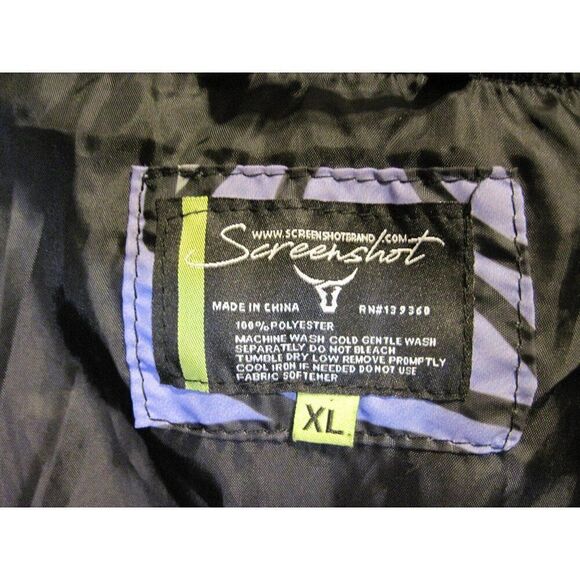 WWW.SCREENSHOTBRAND.COM
Screenshot
MADE IN CHINA RN#139360
100% POLYESTER
MACHINE WASH COLD GENTLE WASH
SEPARATELY DO NOT BLEACH
TUMBLE DRY LOW REMOVE PROMPTLY
COOL IRON IF NEEDED DO NOT USE
FABRIC SOFTENER
XL